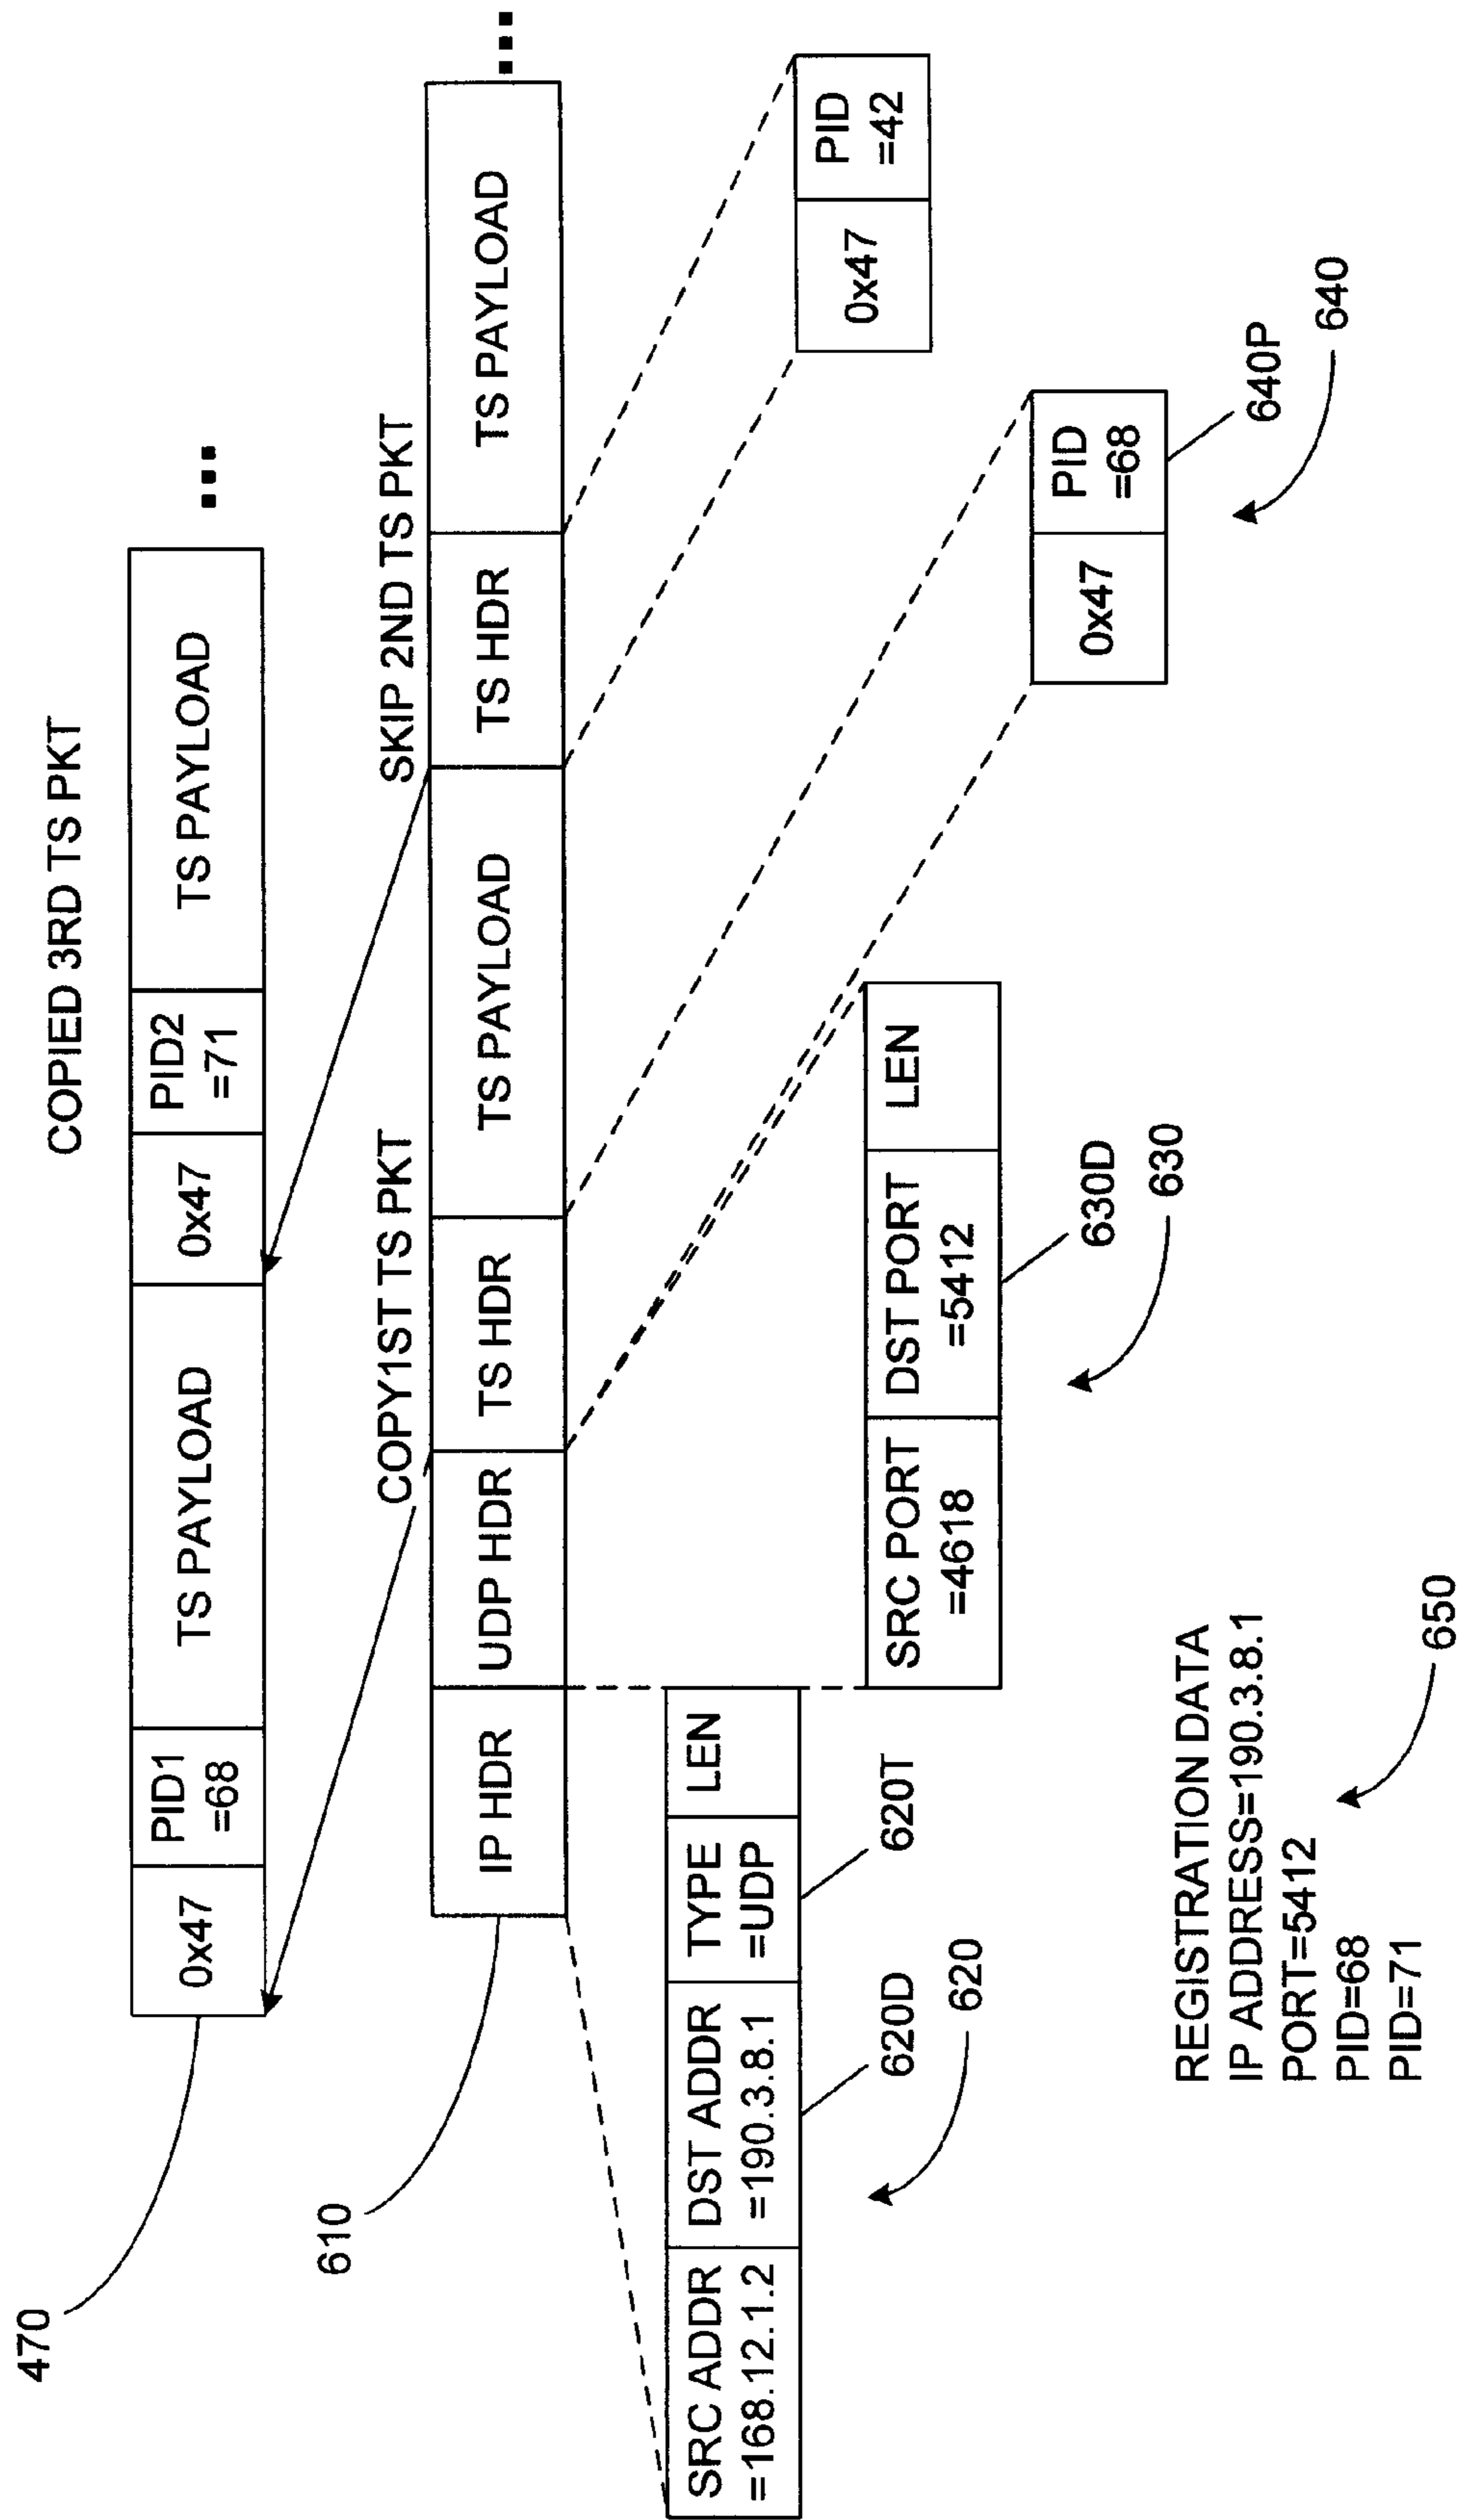 470
COPIED 3RD TS PKT
0x47
PID1
=68
TS PAYLOAD
0x47
PID2
=71
TS PAYLOAD
...
610
COPY1ST TS PKT
SKIP 2ND TS PKT
IP HDR
UDP HDR
TS HDR
TS PAYLOAD
TS HDR
TS PAYLOAD
...
SRC ADDR
=168.12.1.2
DST ADDR
=190.3.8.1
TYPE
=UDP
LEN
620D
620T
620
SRC PORT
=4618
DST PORT
=5412
LEN
630D
630
0x47
PID
=42
0x47
PID
=68
640P
640
REGISTRATION DATA
IP ADDRESS=190.3.8.1
PORT=5412
PID=68
PID=71
650